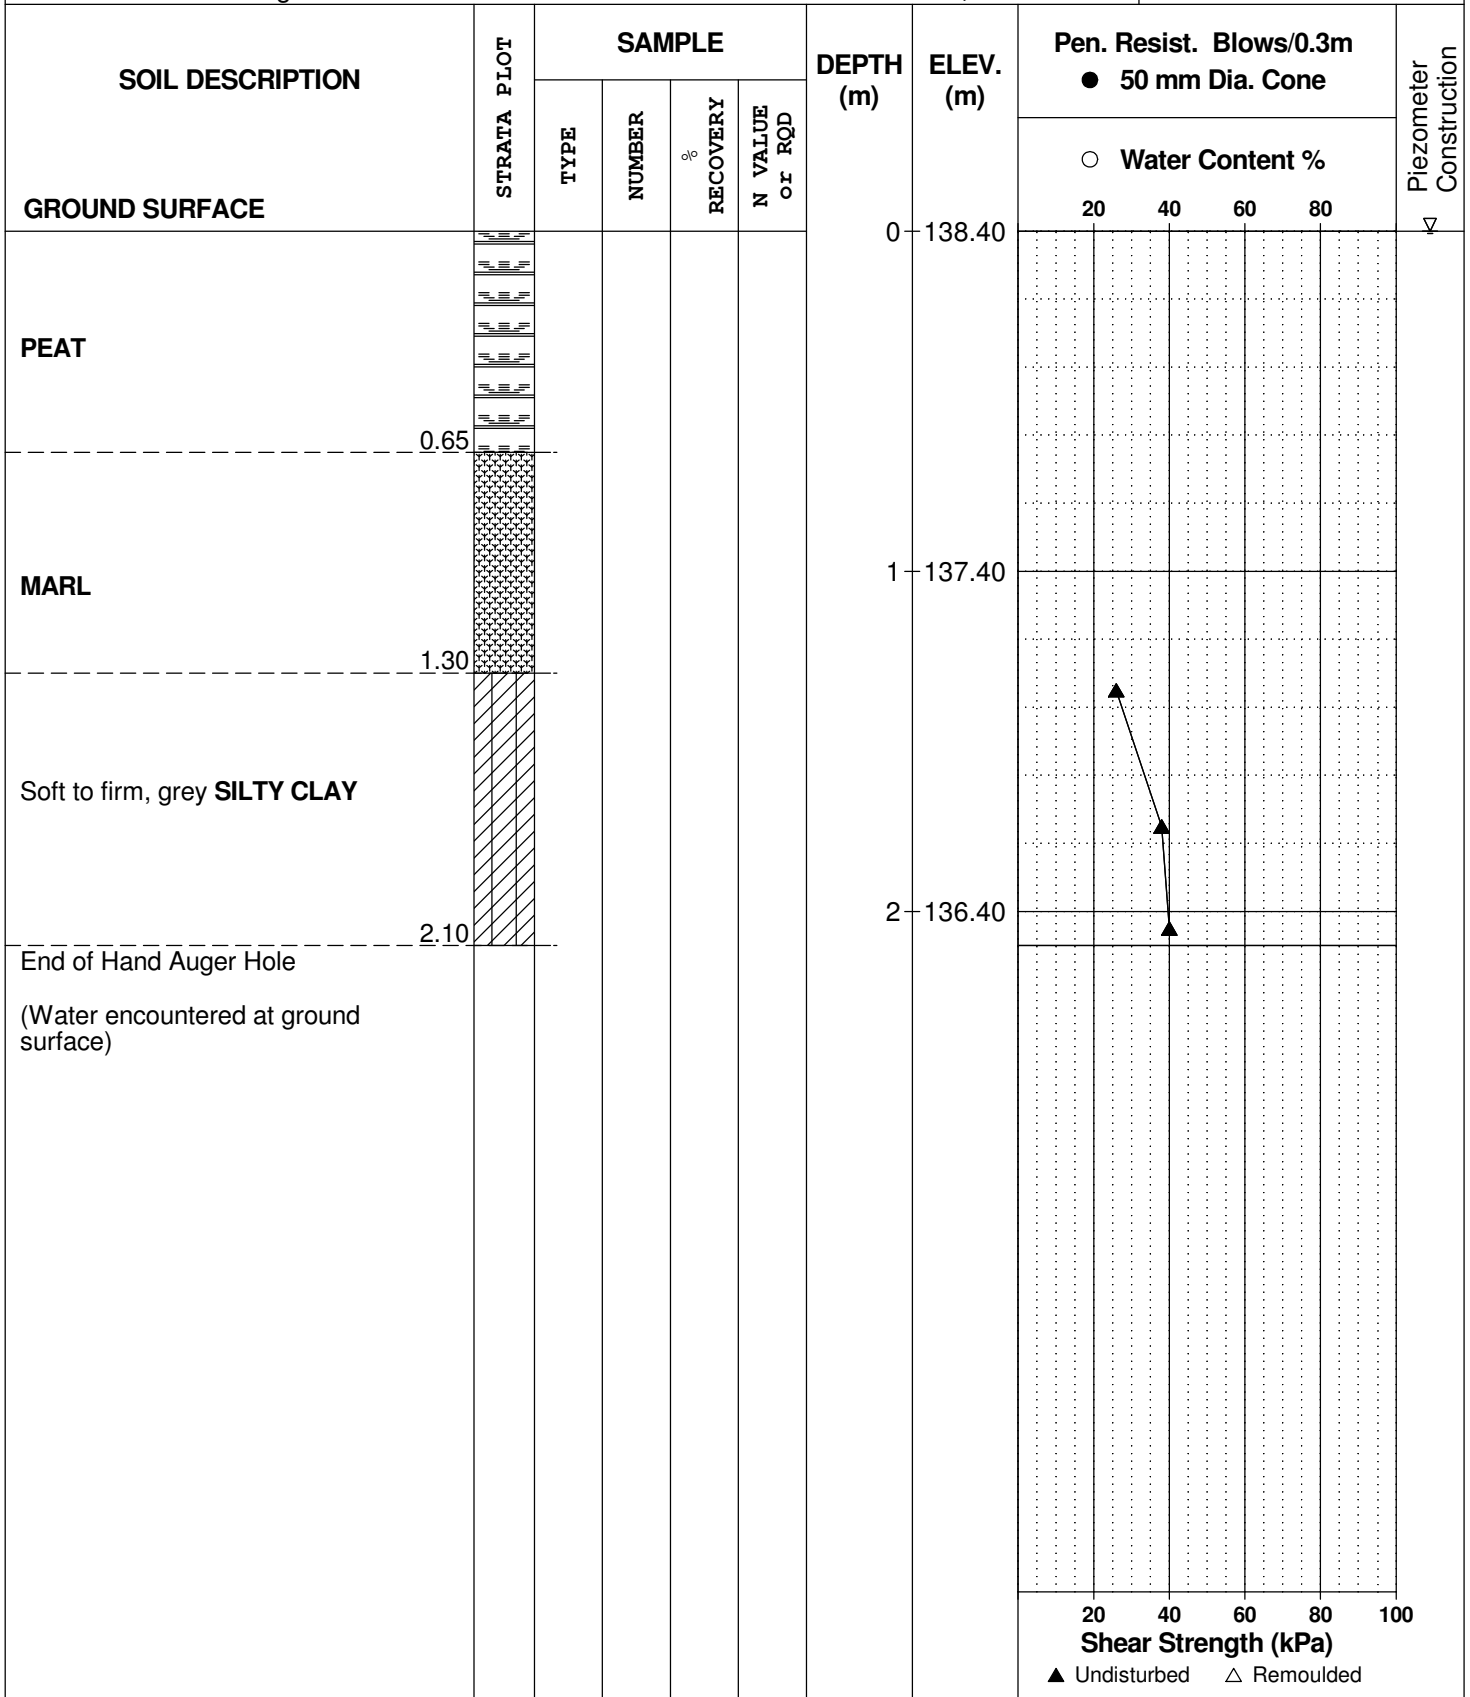 SOIL DESCRIPTION
GROUND SURFACE
STRATA PLOT
SAMPLE
TYPE
NUMBER
%
RECOVERY
N VALUE
or RQD
DEPTH
(m)
ELEV.
(m)
Pen. Resist. Blows/0.3m
● 50 mm Dia. Cone
○ Water Content %
20 40 60 80
Piezometer
Construction
0 138.40
PEAT
0.65
1 137.40
MARL
1.30
Soft to firm, grey SILTY CLAY
2 136.40
2.10
End of Hand Auger Hole
(Water encountered at ground
surface)
20 40 60 80 100
Shear Strength (kPa)
▲ Undisturbed △ Remoulded